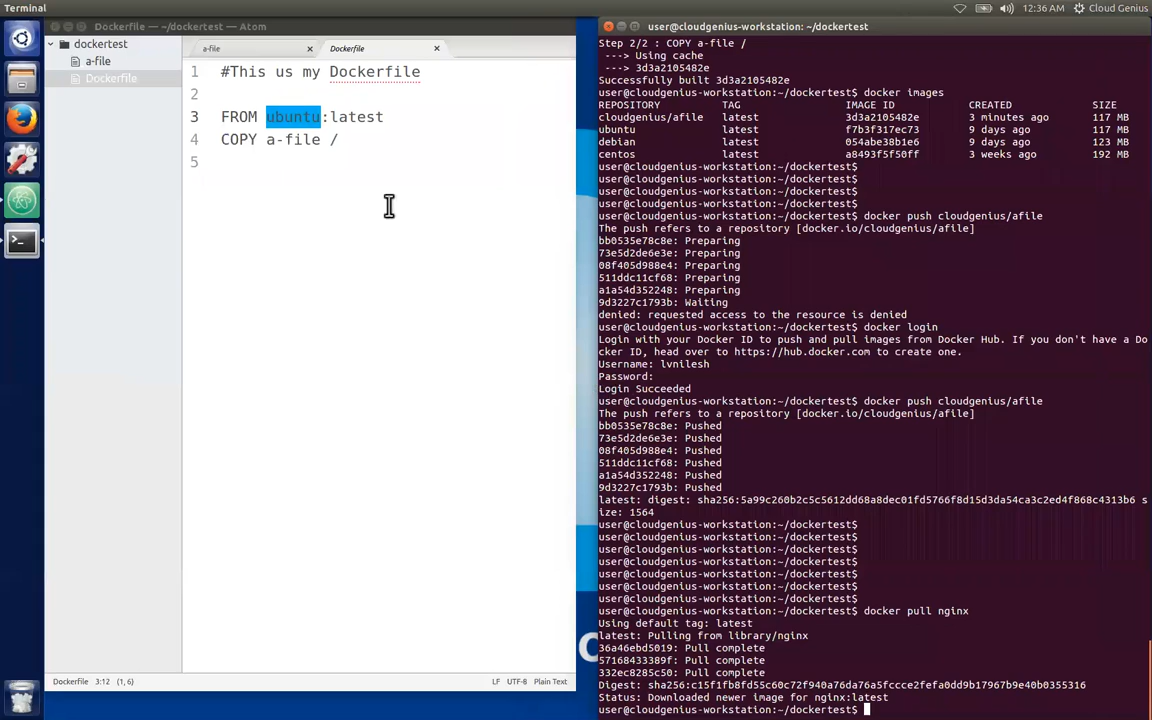 Terminal
12:36 AM
Cloud Genius
Dockerfile — ~/dockertest — Atom
dockertest
a-file
Dockerfile
a-file
Dockerfile
1 #This us my Dockerfile
2
3 FROM ubuntu:latest
4 COPY a-file /
5
Dockerfile 3:12 (1, 6)
LF UTF-8 Plain Text
user@cloudgenius-workstation: ~/dockertest
Step 2/2 : COPY a-file /
---> Using cache
---> 3d3a2105482e
Successfully built 3d3a2105482e
user@cloudgenius-workstation:~/dockertest$ docker images
REPOSITORY TAG IMAGE ID CREATED SIZE
cloudgenius/afile latest 3d3a2105482e 3 minutes ago 117 MB
ubuntu latest f7b3f317ec73 9 days ago 117 MB
debian latest 054abe38b1e6 9 days ago 123 MB
centos latest a8493f5f50ff 3 weeks ago 192 MB
user@cloudgenius-workstation:~/dockertest$
user@cloudgenius-workstation:~/dockertest$
user@cloudgenius-workstation:~/dockertest$
user@cloudgenius-workstation:~/dockertest$
user@cloudgenius-workstation:~/dockertest$ docker push cloudgenius/afile
The push refers to a repository [docker.io/cloudgenius/afile]
bb0535e78c8e: Preparing
73e5d2de6e3e: Preparing
08f405d988e4: Preparing
511ddc11cf68: Preparing
a1a54d352248: Preparing
9d3227c1793b: Waiting
denied: requested access to the resource is denied
user@cloudgenius-workstation:~/dockertest$ docker login
Login with your Docker ID to push and pull images from Docker Hub. If you don't have a Do
cker ID, head over to https://hub.docker.com to create one.
Username: lvnilesh
Password:
Login Succeeded
user@cloudgenius-workstation:~/dockertest$ docker push cloudgenius/afile
The push refers to a repository [docker.io/cloudgenius/afile]
bb0535e78c8e: Pushed
73e5d2de6e3e: Pushed
08f405d988e4: Pushed
511ddc11cf68: Pushed
a1a54d352248: Pushed
9d3227c1793b: Pushed
latest: digest: sha256:5a99c260b2c5c5612dd68a8dec01fd5766f8d15d3da54ca3c2ed4f868c4313b6 s
ize: 1564
user@cloudgenius-workstation:~/dockertest$
user@cloudgenius-workstation:~/dockertest$
user@cloudgenius-workstation:~/dockertest$
user@cloudgenius-workstation:~/dockertest$
user@cloudgenius-workstation:~/dockertest$
user@cloudgenius-workstation:~/dockertest$
user@cloudgenius-workstation:~/dockertest$
user@cloudgenius-workstation:~/dockertest$ docker pull nginx
Using default tag: latest
latest: Pulling from library/nginx
36a46ebd5019: Pull complete
57168433389f: Pull complete
332ec8285c50: Pull complete
Digest: sha256:c15f1fb8fd55c60c72f940a76da76a5fccce2fefa0dd9b17967b9e40b0355316
Status: Downloaded newer image for nginx:latest
user@cloudgenius-workstation:~/dockertest$